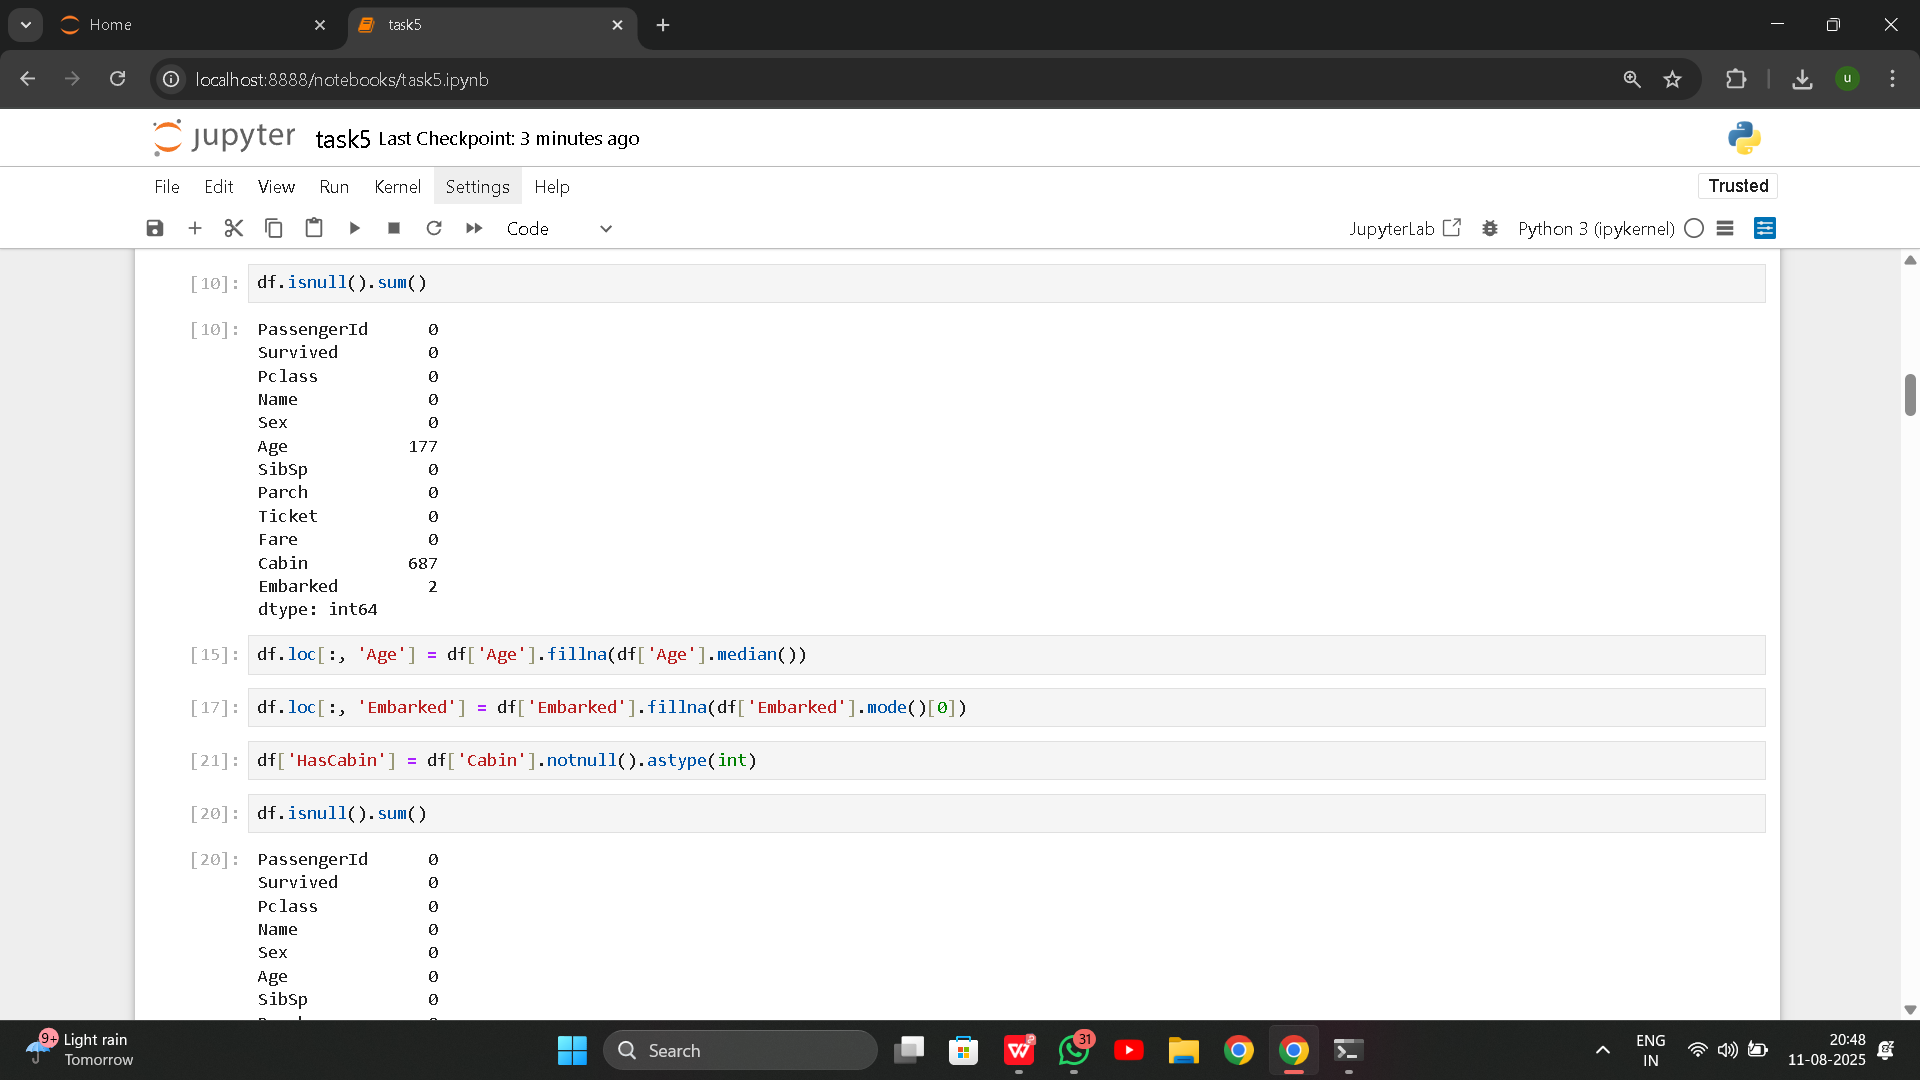 Home
task5
localhost:8888/notebooks/task5.ipynb
u
jupyter task5 Last Checkpoint: 3 minutes ago
File Edit View Run Kernel Settings Help
Trusted
Code
JupyterLab
Python 3 (ipykernel)
[10]: df.isnull().sum()
[10]: PassengerId 0
Survived 0
Pclass 0
Name 0
Sex 0
Age 177
SibSp 0
Parch 0
Ticket 0
Fare 0
Cabin 687
Embarked 2
dtype: int64
[15]: df.loc[:, 'Age'] = df['Age'].fillna(df['Age'].median())
[17]: df.loc[:, 'Embarked'] = df['Embarked'].fillna(df['Embarked'].mode()[0])
[21]: df['HasCabin'] = df['Cabin'].notnull().astype(int)
[20]: df.isnull().sum()
[20]: PassengerId 0
Survived 0
Pclass 0
Name 0
Sex 0
Age 0
SibSp 0
9+
Light rain
Tomorrow
Search
31
ENG
IN
20:48
11-08-2025